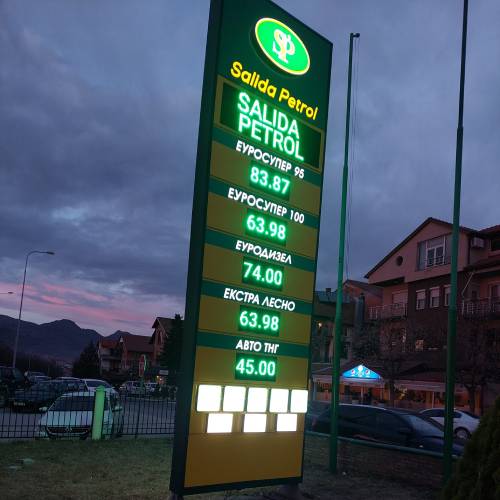 SP
Salida Petrol
SALIDA
PETROL
ЕУРОСУПЕР 95
83.87
ЕУРОСУПЕР 100
63.98
ЕУРОДИЗЕЛ
74.00
ЕКСТРА ЛЕСНО
63.98
АВТО ТНГ
45.00